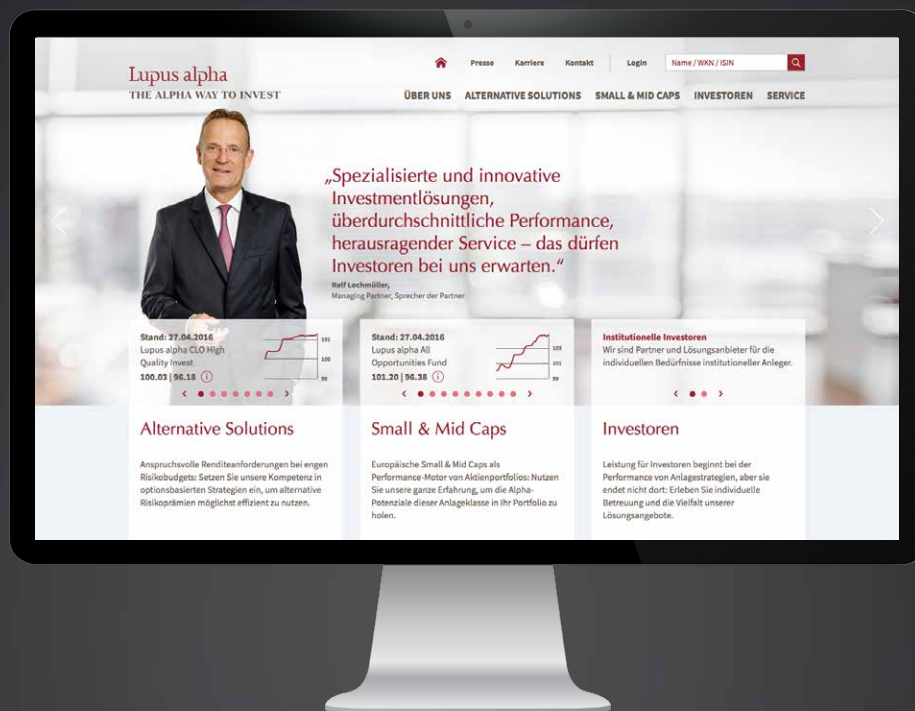 Presse Karriere Kontakt Login Name / WKN / ISIN
Lupus alpha
THE ALPHA WAY TO INVEST
ÜBER UNS ALTERNATIVE SOLUTIONS SMALL & MID CAPS INVESTOREN SERVICE
„Spezialisierte und innovative
Investmentlösungen,
überdurchschnittliche Performance,
herausragender Service – das dürfen
Investoren bei uns erwarten.“
Ralf Lochmüller,
Managing Partner, Sprecher der Partner
Stand: 27.04.2016
Lupus alpha CLO High
Quality Invest
100.03 | 96.18
101
100
99
Stand: 27.04.2016
Lupus alpha All
Opportunities Fund
101.20 | 96.38
103
101
99
Institutionelle Investoren
Wir sind Partner und Lösungsanbieter für die
individuellen Bedürfnisse institutioneller Anleger.
Alternative Solutions
Anspruchsvolle Renditeanforderungen bei engen
Risikobudgets: Setzen Sie unsere Kompetenz in
optionsbasierten Strategien ein, um alternative
Risikoprämien möglichst effizient zu nutzen.
Small & Mid Caps
Europäische Small & Mid Caps als
Performance-Motor von Aktienportfolios: Nutzen
Sie unsere ganze Erfahrung, um die Alpha-
Potenziale dieser Anlageklasse in Ihr Portfolio zu
holen.
Investoren
Leistung für Investoren beginnt bei der
Performance von Anlagestrategien, aber sie
endet nicht dort: Erleben Sie individuelle
Betreuung und die Vielfalt unserer
Lösungsangebote.